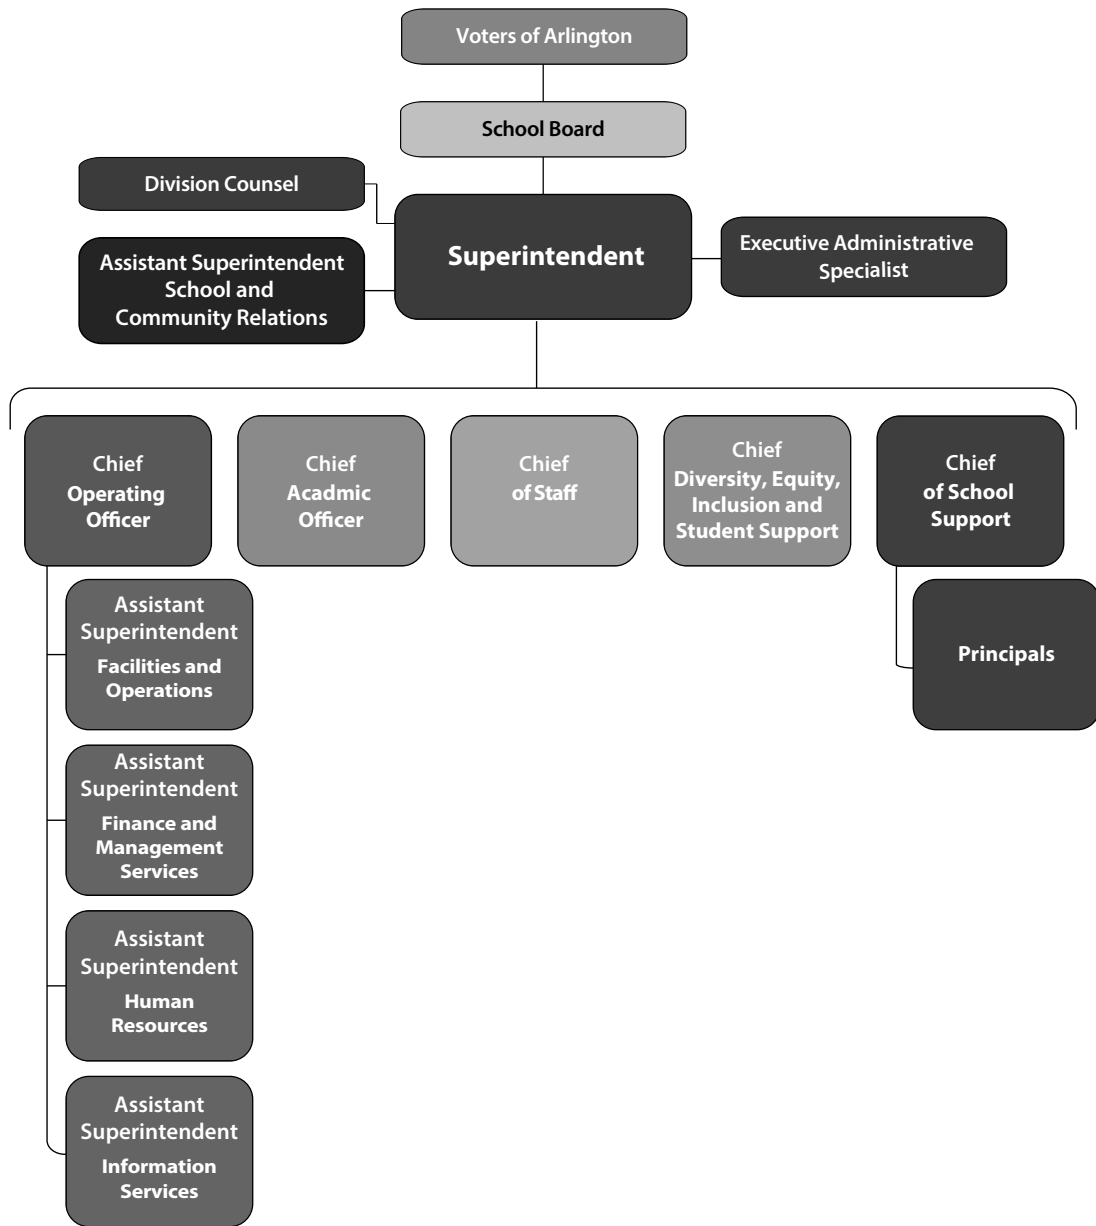 Voters of Arlington
School Board
Division Counsel
Superintendent
Executive Administrative
Specialist
Assistant Superintendent
School and
Community Relations
Chief
Operating
Officer
Chief
Acadmic
Officer
Chief
of Staff
Chief
Diversity, Equity,
Inclusion and
Student Support
Chief
of School
Support
Assistant
Superintendent
Facilities and
Operations
Principals
Assistant
Superintendent
Finance and
Management
Services
Assistant
Superintendent
Human
Resources
Assistant
Superintendent
Information
Services